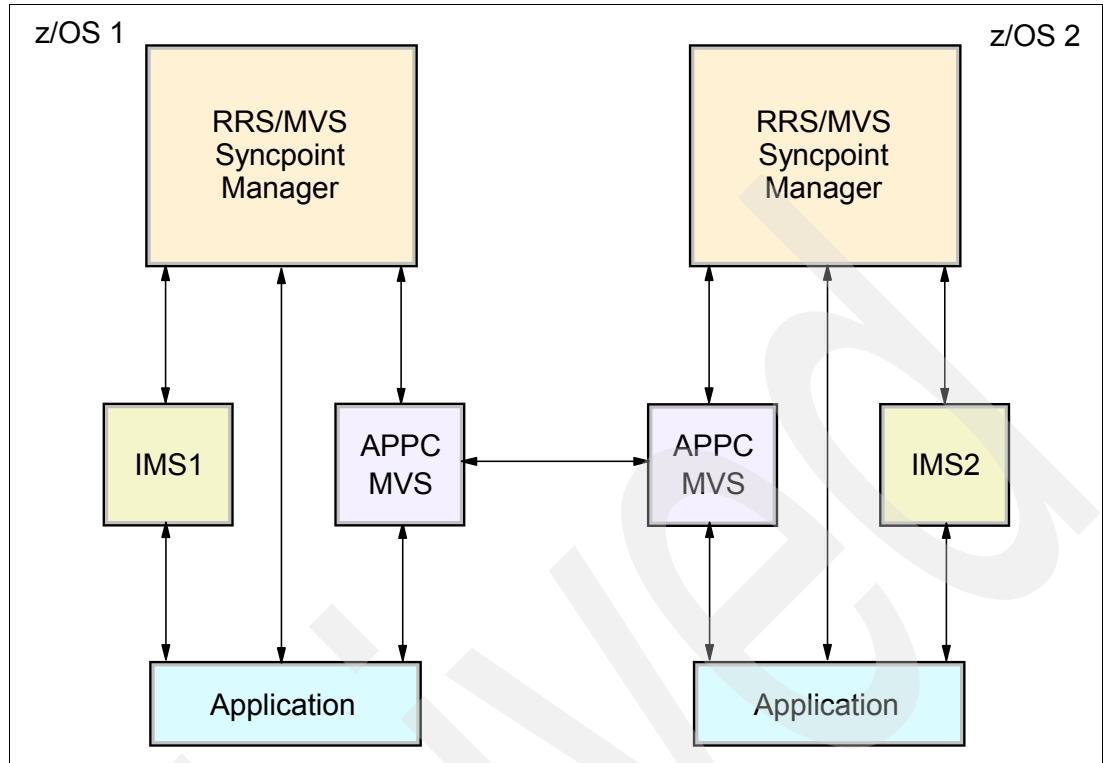 z/OS 1
z/OS 2
RRS/MVS
Syncpoint
Manager
RRS/MVS
Syncpoint
Manager
IMS1
APPC
MVS
APPC
MVS
IMS2
Application
Application